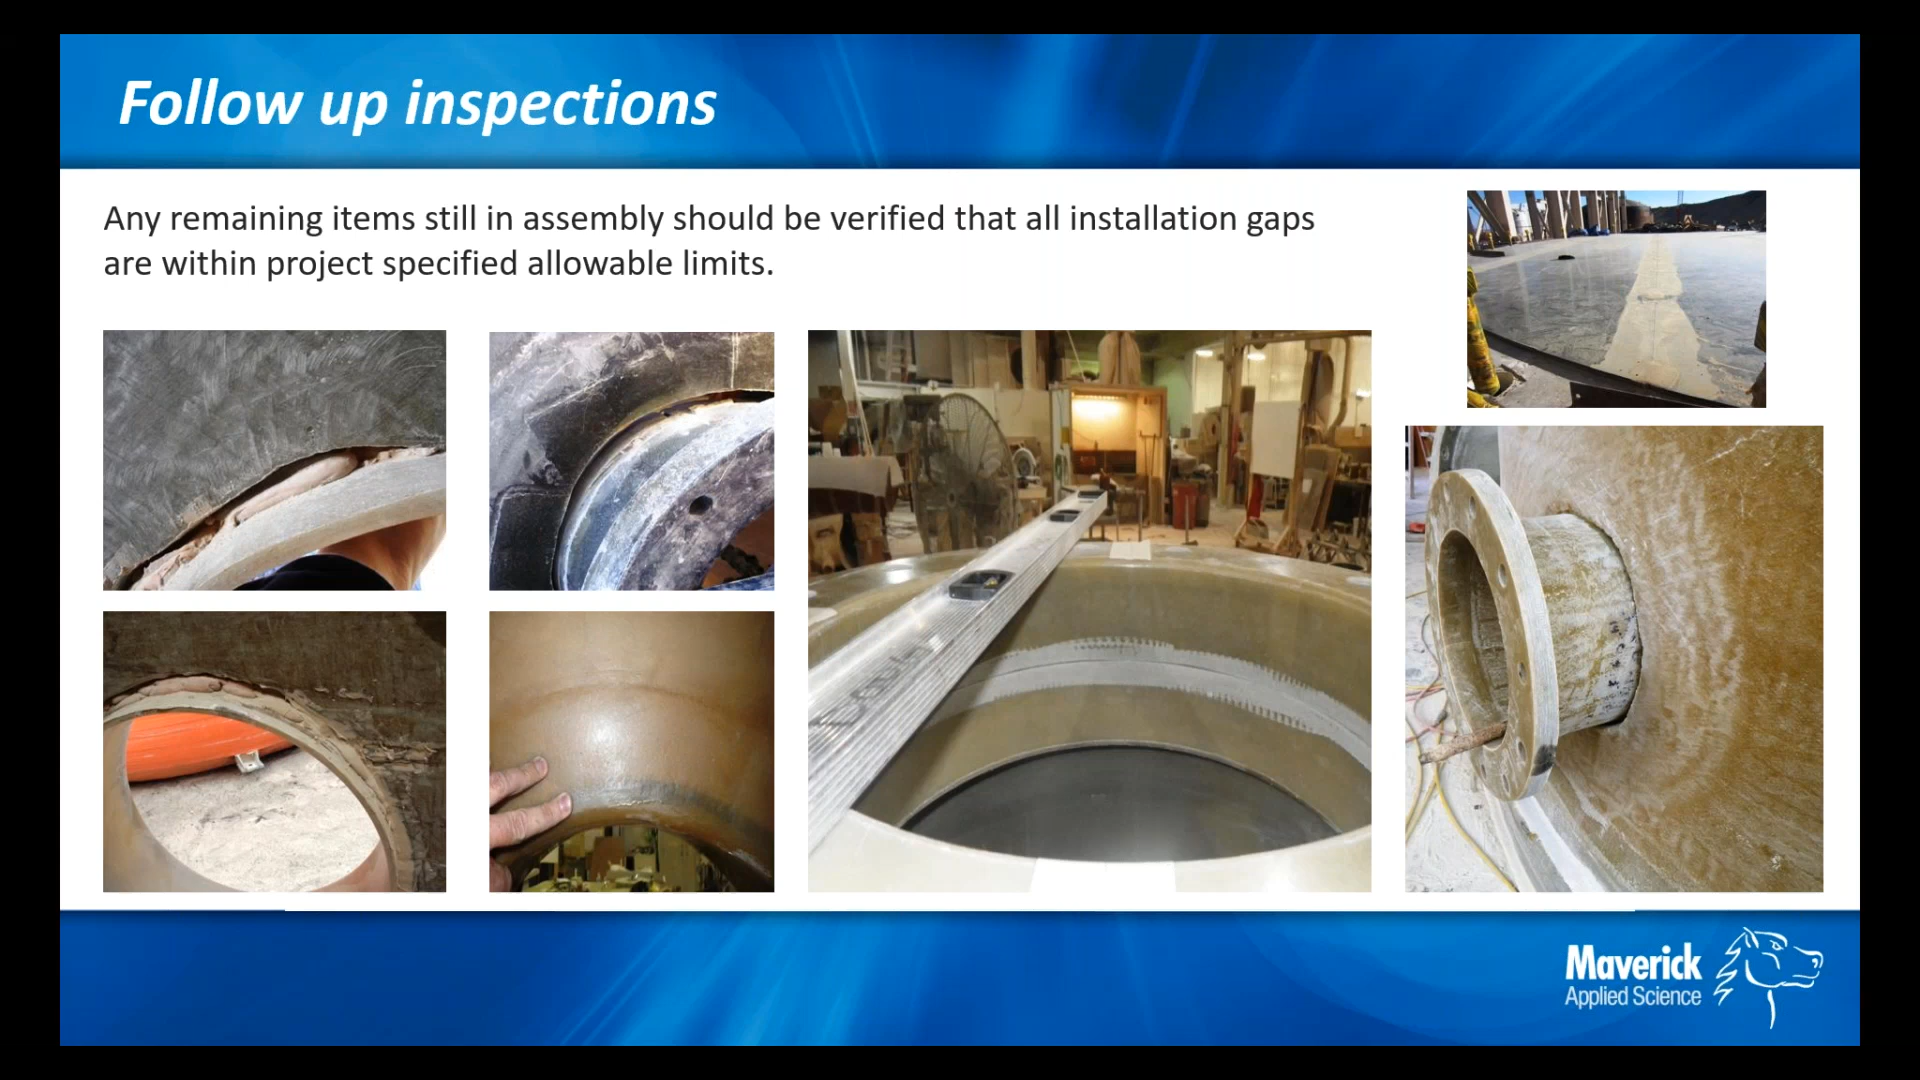 Follow up inspections
Any remaining items still in assembly should be verified that all installation gaps
are within project specified allowable limits.
Maverick
Applied Science